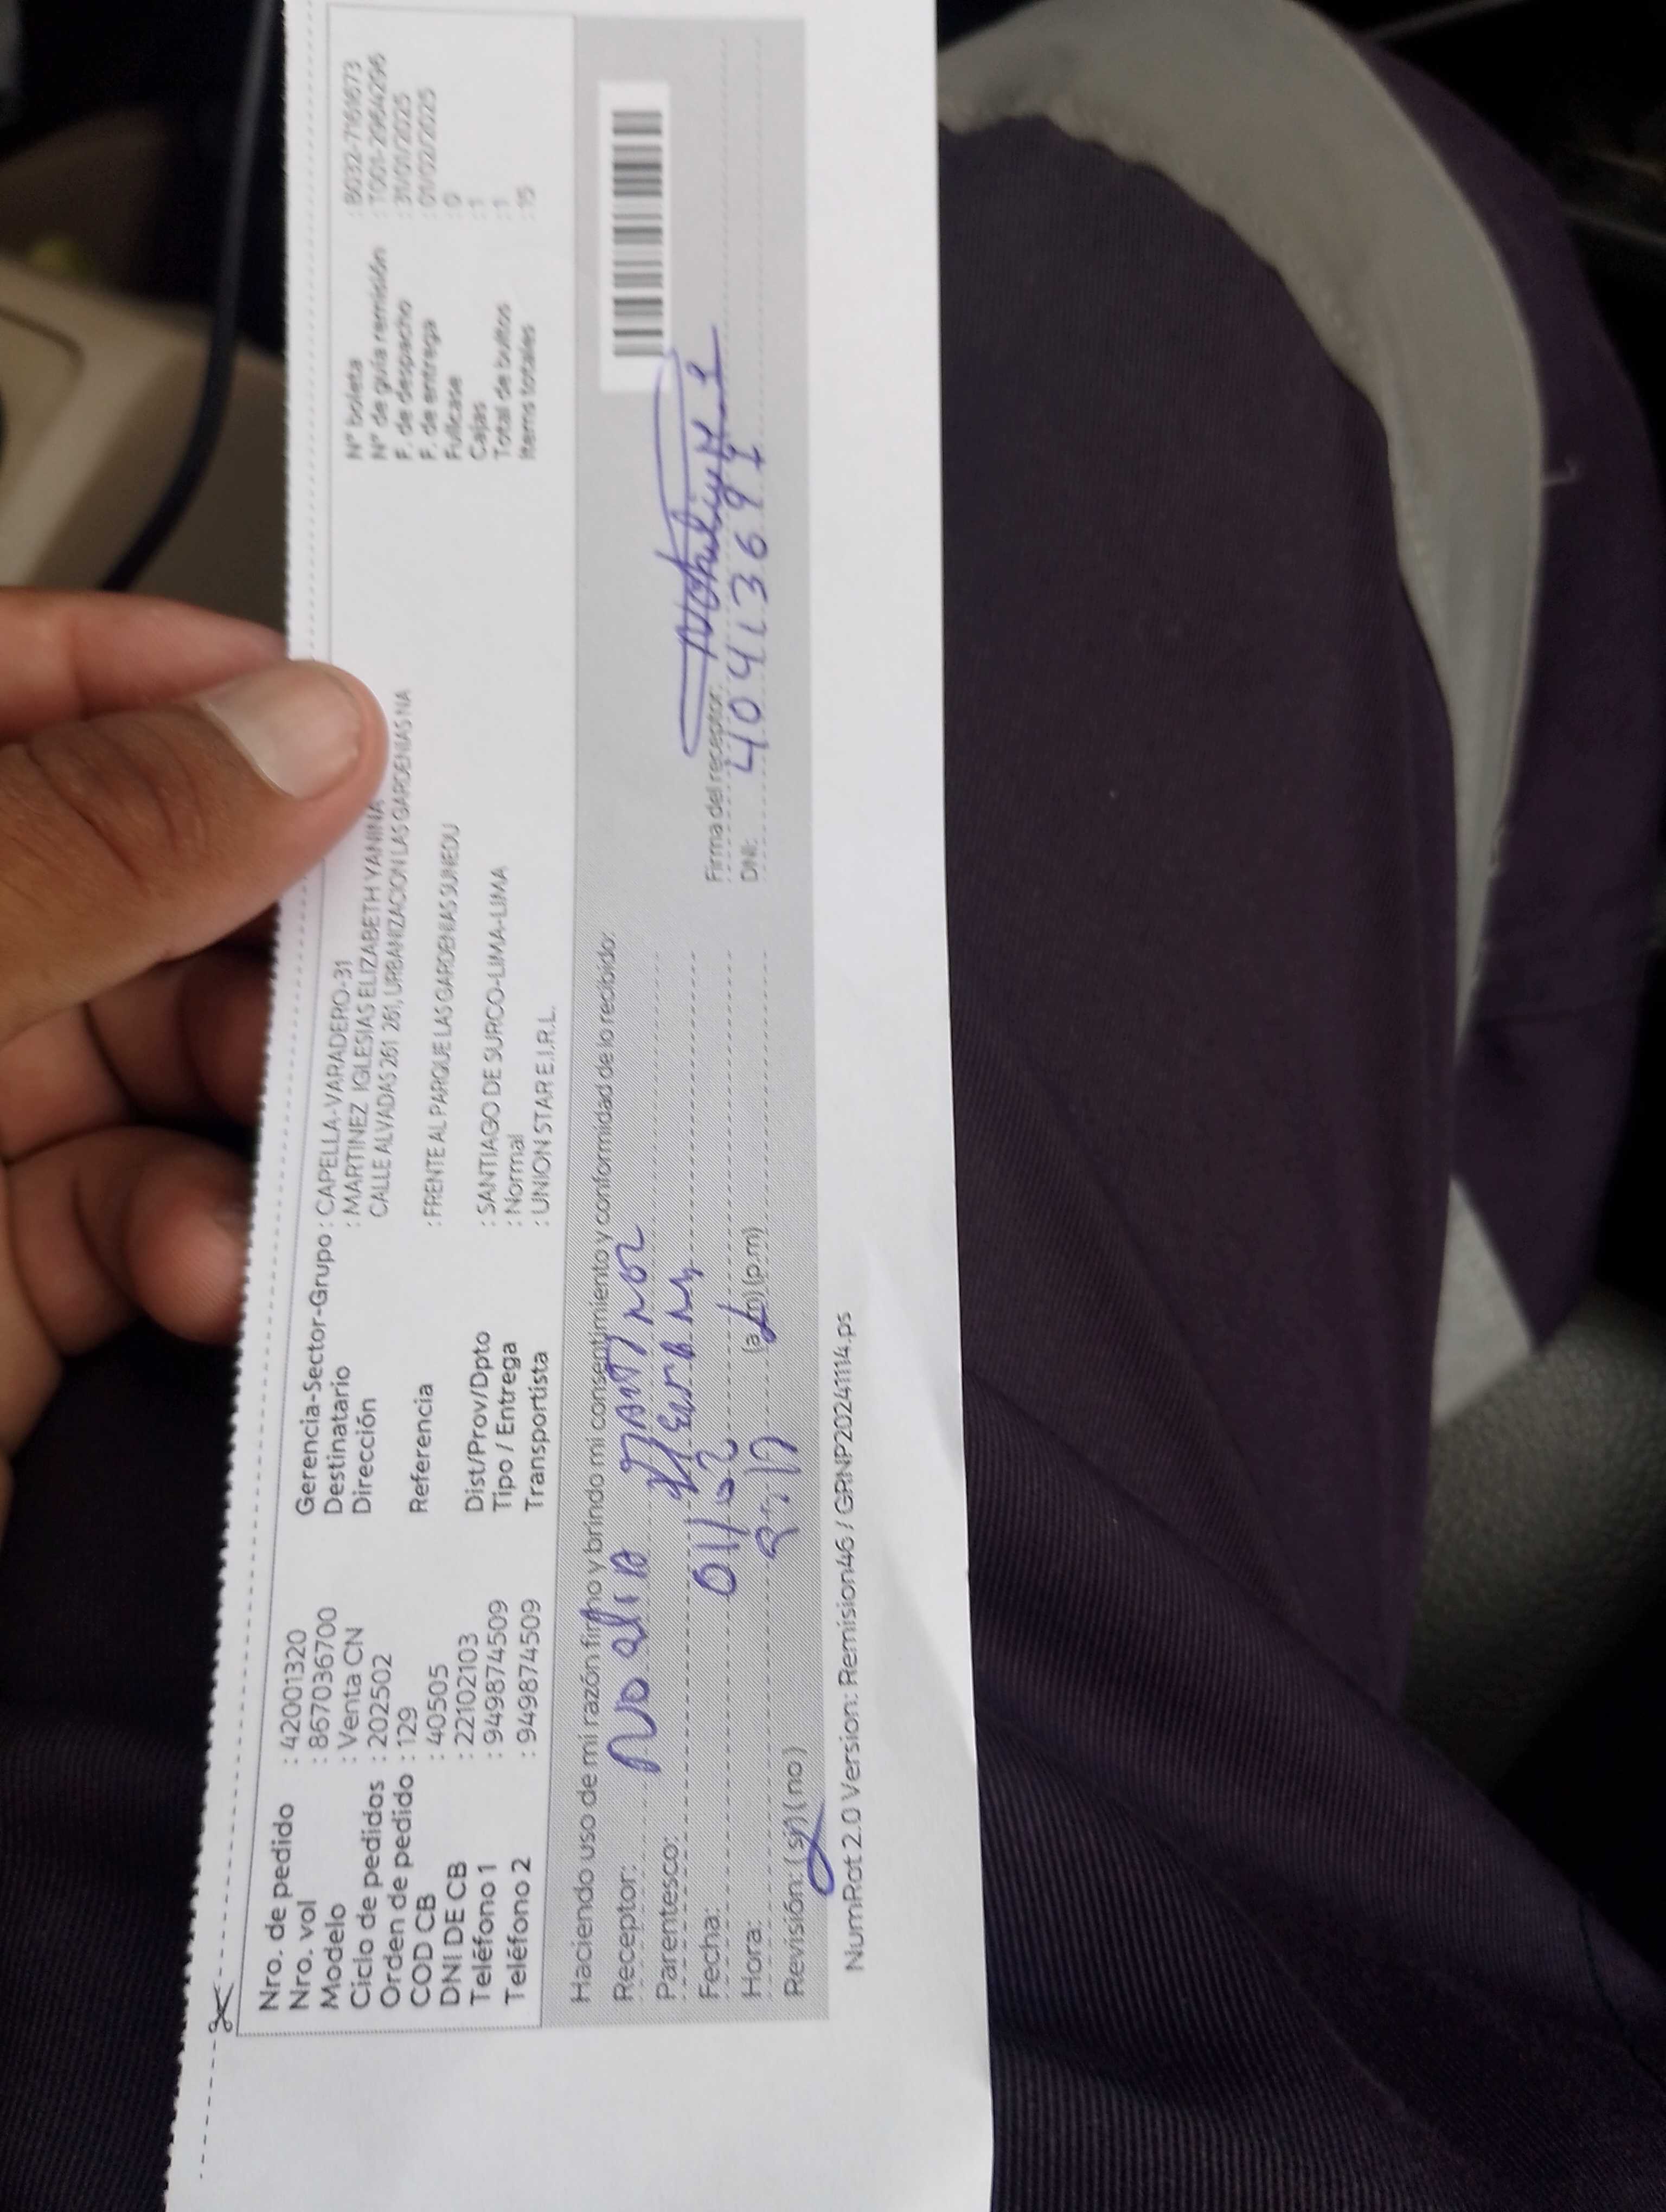 Nro. de pedido : 42001320
Nro. vol : 8670036700
Modelo : Venta CN
Ciclo de pedidos : 202502
Orden de pedido : 129
COD CB : 40505
DNI DE CB : 22102103
Teléfono 1 : 949874509
Teléfono 2 : 949874509
Gerencia-Sector-Grupo : CAPELLA-VARADERO-31
Destinatario : MARTINEZ IGLESIAS ELIZABETH YANINA
Dirección CALLE ALVADAS 261 261, URBANIZACION LAS GARDENIAS NA
Referencia : FRENTE AL PARQUE LAS GARDENIAS SUNEDU
Dist/Prov/Dpto : SANTIAGO DE SURCO-LIMA-LIMA
Tipo / Entrega : Normal
Transportista : UNION STAR E.I.R.L.
Nº boleta : B032-7161673
Nº de guía remisión : T001-2964296
F. de despacho : 31/01/2025
F. de entrega : 01/02/2025
Fullcase : 0
Cajas : 1
Total de bultos : 1
Items totales : 15
Haciendo uso de mi razón firmo y brindo mi consentimiento y conformidad de lo recibido:
Receptor:
Parentesco:
Fecha: 01/02
Hora: (a.m) (p.m)
Revisión: (si) (no)
Firma del receptor:
DNI: 40413697
NumRot 2.0 Version: Remision46 / GRNP20241114.ps